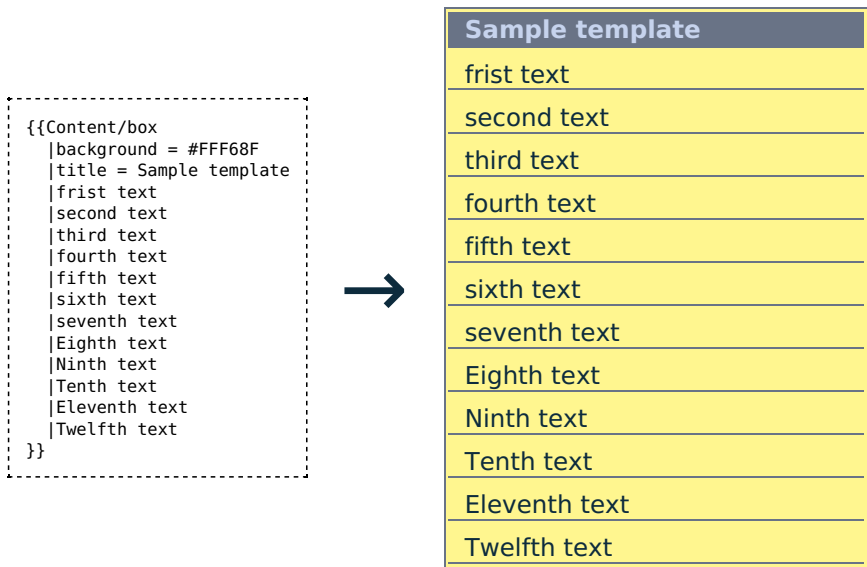 {{Content/box
|background = #FFF68F
|title = Sample template
|frist text
|second text
|third text
|fourth text
|fifth text
|sixth text
|seventh text
|Eighth text
|Ninth text
|Tenth text
|Eleventh text
|Twelfth text
}}
→
Sample template
frist text
second text
third text
fourth text
fifth text
sixth text
seventh text
Eighth text
Ninth text
Tenth text
Eleventh text
Twelfth text